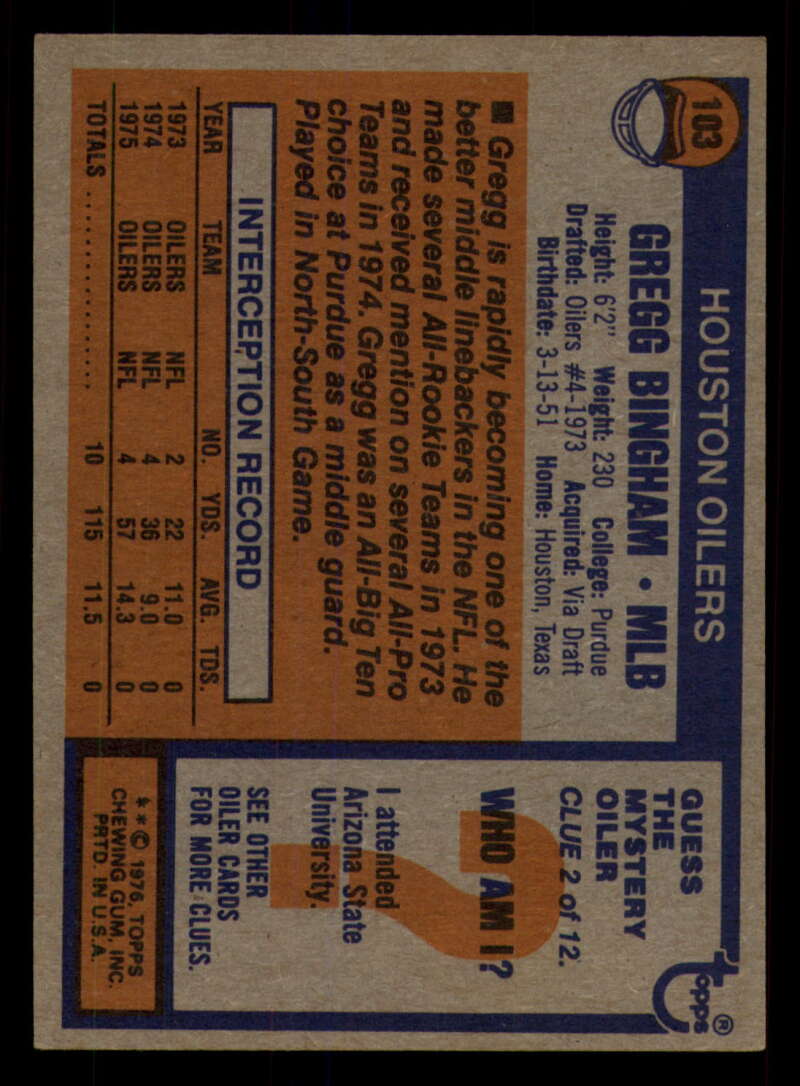 103
HOUSTON OILERS
GREGG BINGHAM • MLB
Height: 6'2" Weight: 230 College: Purdue
Drafted: Oilers #4-1973 Acquired: Via Draft
Birthdate: 3-13-51 Home: Houston, Texas
■ Gregg is rapidly becoming one of the
better middle linebackers in the NFL. He
made several All-Rookie Teams in 1973
and received mention on several All-Pro
Teams in 1974. Gregg was an All-Big Ten
choice at Purdue as a middle guard.
Played in North-South Game.
INTERCEPTION RECORD
YEAR TEAM NO. YDS. AVG. TDS.
1973 OILERS NFL 2 22 11.0 0
1974 OILERS NFL 4 36 9.0 0
1975 OILERS NFL 4 57 14.3 0
TOTALS .................... 10 115 11.5 0
topps®
GUESS
THE
MYSTERY
OILER
CLUE 2 of 12.
WHO AM I?
I attended
Arizona State
University.
SEE OTHER
OILER CARDS
FOR MORE CLUES.
?
**© 1976, TOPPS
CHEWING GUM, INC.
PRTD. IN U.S.A.